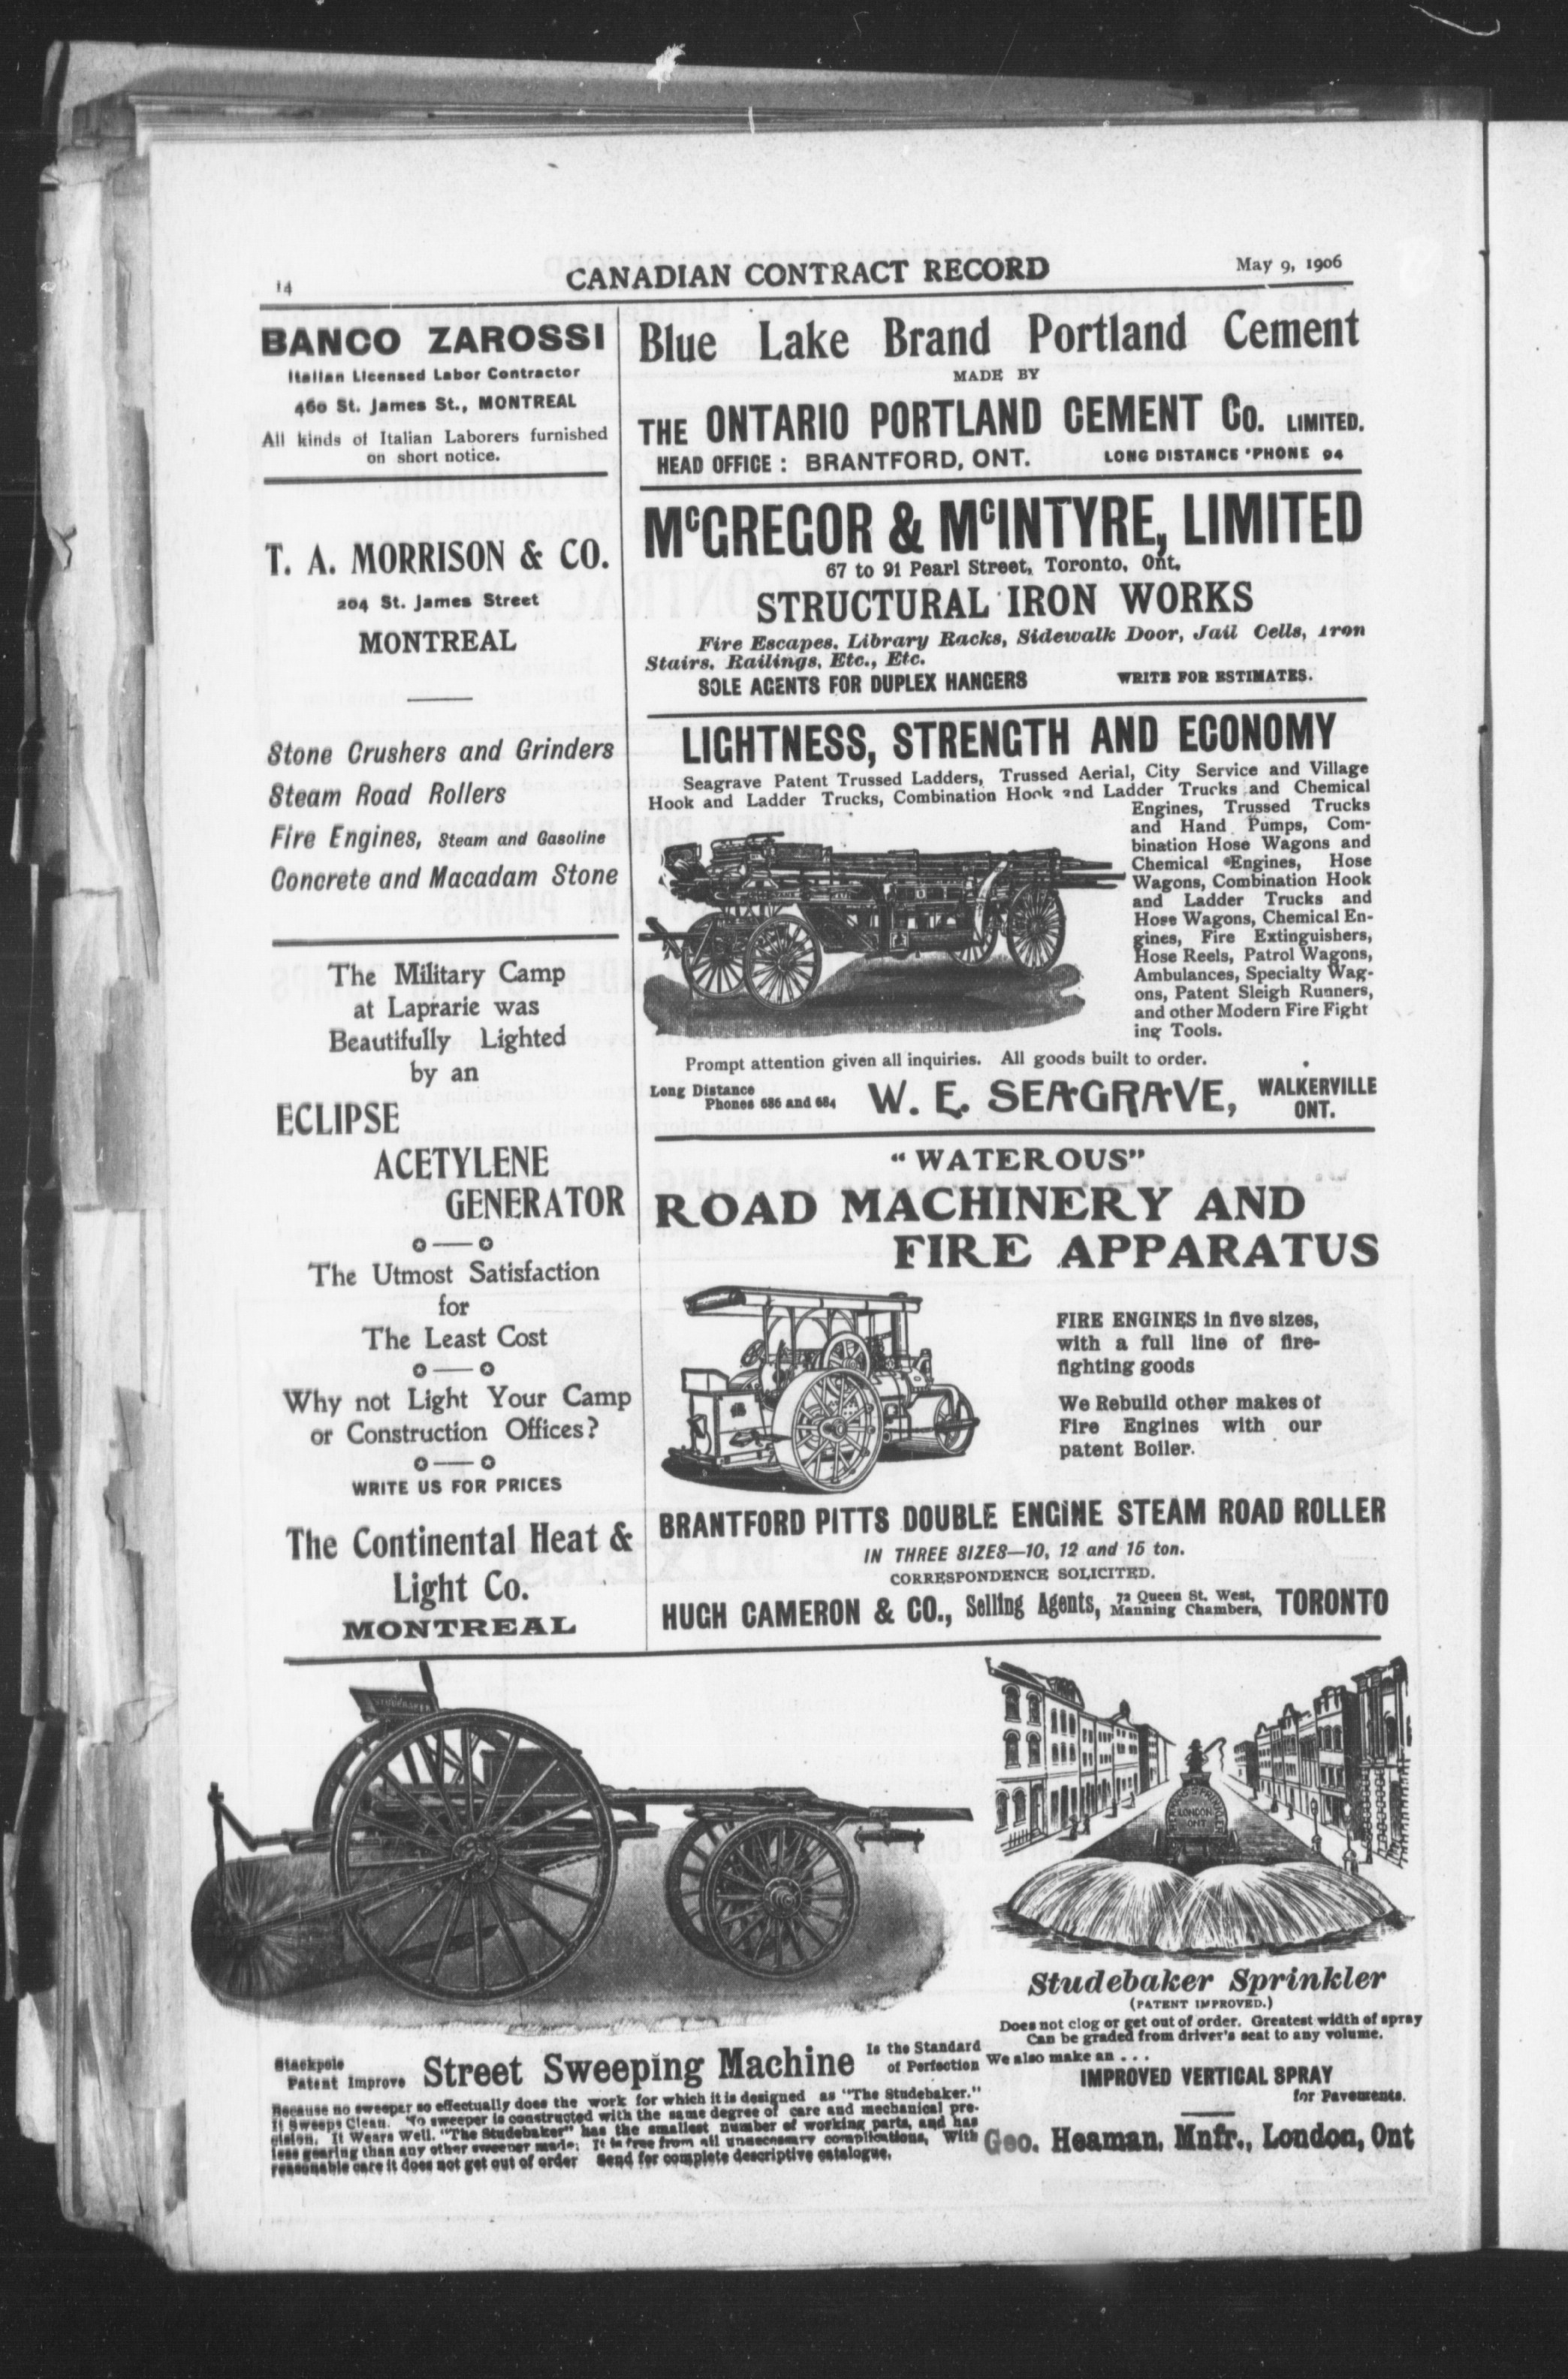 14
CANADIAN CONTRACT RECORD
May 9, 1906
BANCO ZAROSSI
Italian Licensed Labor Contractor
460 St. James St., MONTREAL
All kinds of Italian Laborers furnished
on short notice.
T. A. MORRISON & CO.
204 St. James Street
MONTREAL
Stone Crushers and Grinders
Steam Road Rollers
Fire Engines, Steam and Gasoline
Concrete and Macadam Stone
The Military Camp
at Laprarie was
Beautifully Lighted
by an
ECLIPSE
ACETYLENE
GENERATOR
The Utmost Satisfaction
for
The Least Cost
Why not Light Your Camp
or Construction Offices?
WRITE US FOR PRICES
The Continental Heat &
Light Co.
MONTREAL
Blue Lake Brand Portland Cement
MADE BY
THE ONTARIO PORTLAND CEMENT Co. LIMITED.
HEAD OFFICE : BRANTFORD, ONT. LONG DISTANCE 'PHONE 94
McGREGOR & McINTYRE, LIMITED
67 to 91 Pearl Street, Toronto, Ont.
STRUCTURAL IRON WORKS
Fire Escapes, Library Racks, Sidewalk Door, Jail Cells, Iron
Stairs, Railings, Etc., Etc.
SOLE AGENTS FOR DUPLEX HANGERS WRITE FOR ESTIMATES.
LIGHTNESS, STRENGTH AND ECONOMY
Seagrave Patent Trussed Ladders, Trussed Aerial, City Service and Village
Hook and Ladder Trucks, Combination Hook and Ladder Trucks and Chemical
Engines, Trussed Trucks
and Hand Pumps, Com-
bination Hose Wagons and
Chemical Engines, Hose
Wagons, Combination Hook
and Ladder Trucks and
Hose Wagons, Chemical En-
gines, Fire Extinguishers,
Hose Reels, Patrol Wagons,
Ambulances, Specialty Wag-
ons, Patent Sleigh Runners,
and other Modern Fire Fight
ing Tools.
Prompt attention given all inquiries. All goods built to order.
Long Distance
Phones 686 and 684
W. E. SEAGRAVE,
WALKERVILLE
ONT.
"WATEROUS"
ROAD MACHINERY AND
FIRE APPARATUS
FIRE ENGINES in five sizes,
with a full line of fire-
fighting goods
We Rebuild other makes of
Fire Engines with our
patent Boiler.
BRANTFORD PITTS DOUBLE ENGINE STEAM ROAD ROLLER
IN THREE SIZES—10, 12 and 15 ton.
CORRESPONDENCE SOLICITED.
HUGH CAMERON & CO., Selling Agents, 72 Queen St. West, Manning Chambers, TORONTO
STUDEBAKER
LONDON
ONT
Stackpole
Patent Improve
Street Sweeping Machine
Is the Standard
of Perfection
Because no sweeper so effectually does the work for which it is designed as "The Studebaker."
It Sweeps Clean. No sweeper is constructed with the same degree of care and mechanical pre-
cision. It Wears Well. "The Studebaker" has the smallest number of working parts, and has
less gearing than any other sweeper made; It is free from all unnecessary complications, With
reasonable care it does not get out of order Send for complete descriptive catalogue.
Studebaker Sprinkler
(PATENT IMPROVED.)
Does not clog or get out of order. Greatest width of spray
Can be graded from driver's seat to any volume.
We also make an . . .
IMPROVED VERTICAL SPRAY
for Pavements.
Geo. Heaman, Mnfr., London, Ont